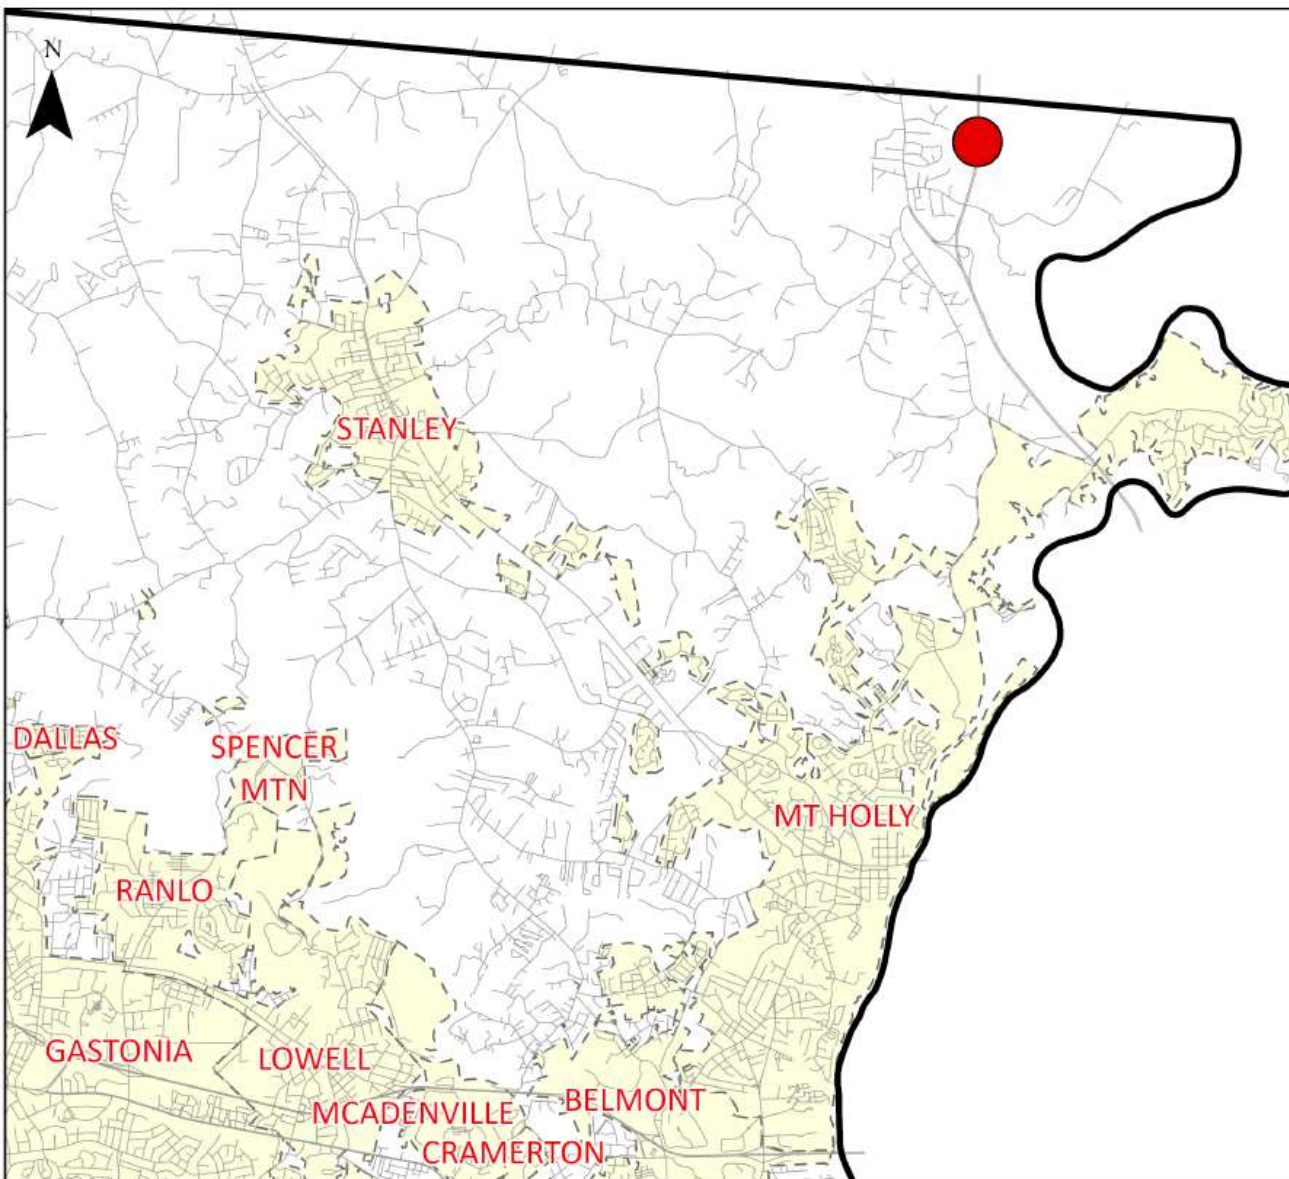 N
STANLEY
DALLAS
SPENCER
MTN
MT HOLLY
RANLO
GASTONIA
LOWELL
MCADENVILLE
BELMONT
CRAMERTON